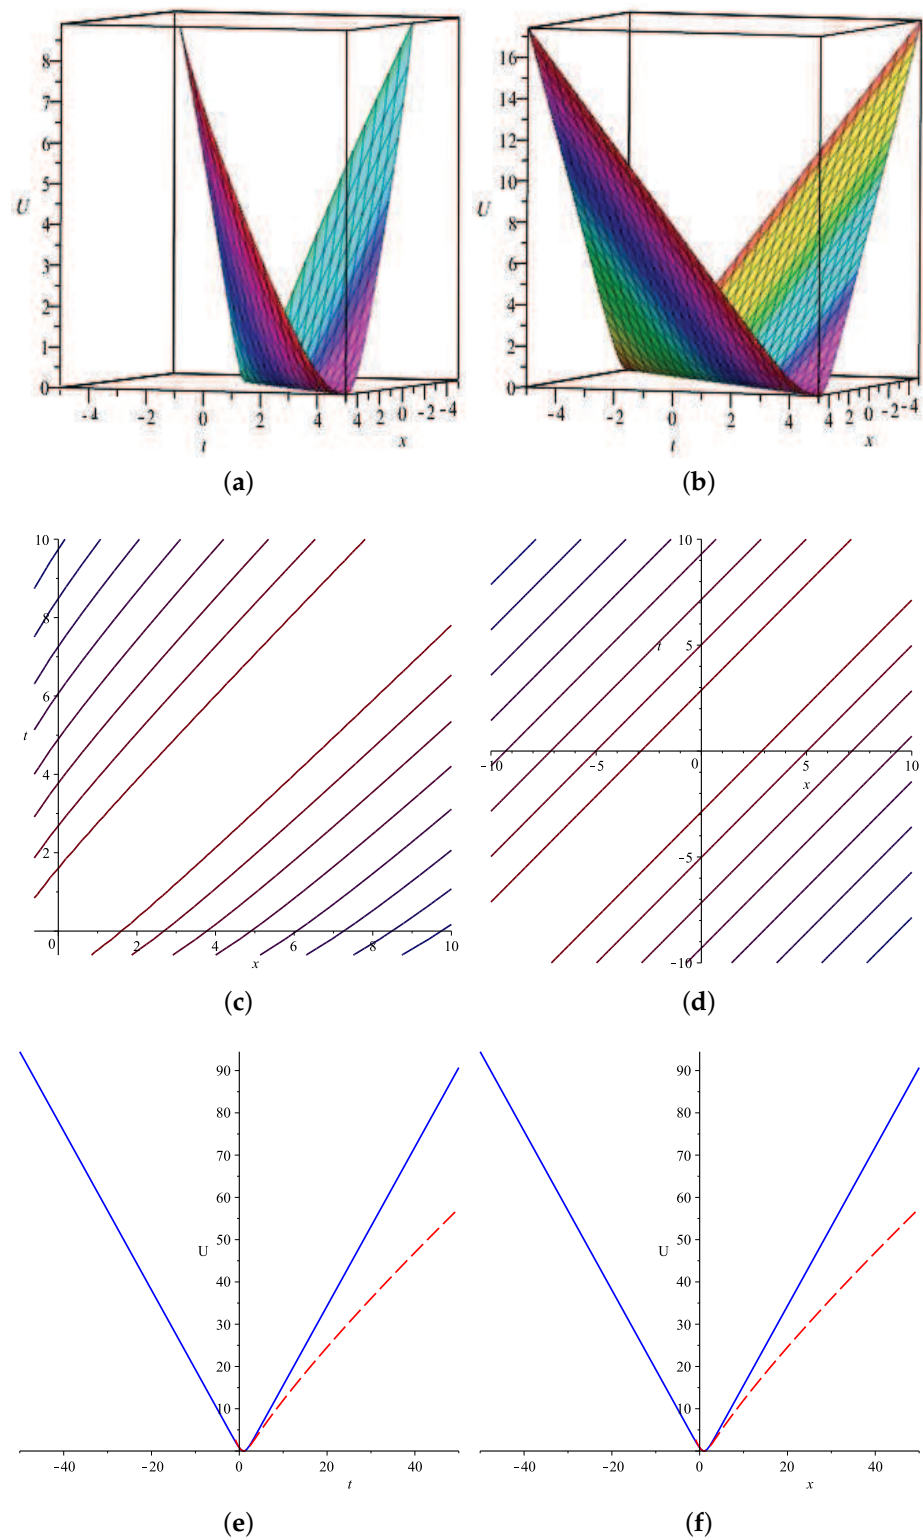 8 16
7 14
6 12
5 10
U 4 U 8
3 6
2 4
1 2
0 0
-4 -2 0 2 4 4 2 0 -2 -4 -4 -2 0 2 4 4 2 0 -2 -4
t x t x
(a) (b)
10 10
8
6 t 5
t -10 -5 0 5 10
4 x
2 -5
0 2 4 6 8 10 -10
x
(c) (d)
90 90
80 80
70 70
60 60
50 50
U U
40 40
30 30
20 20
10 10
-40 -20 0 20 40 -40 -20 0 20 40
t x
(e) (f)